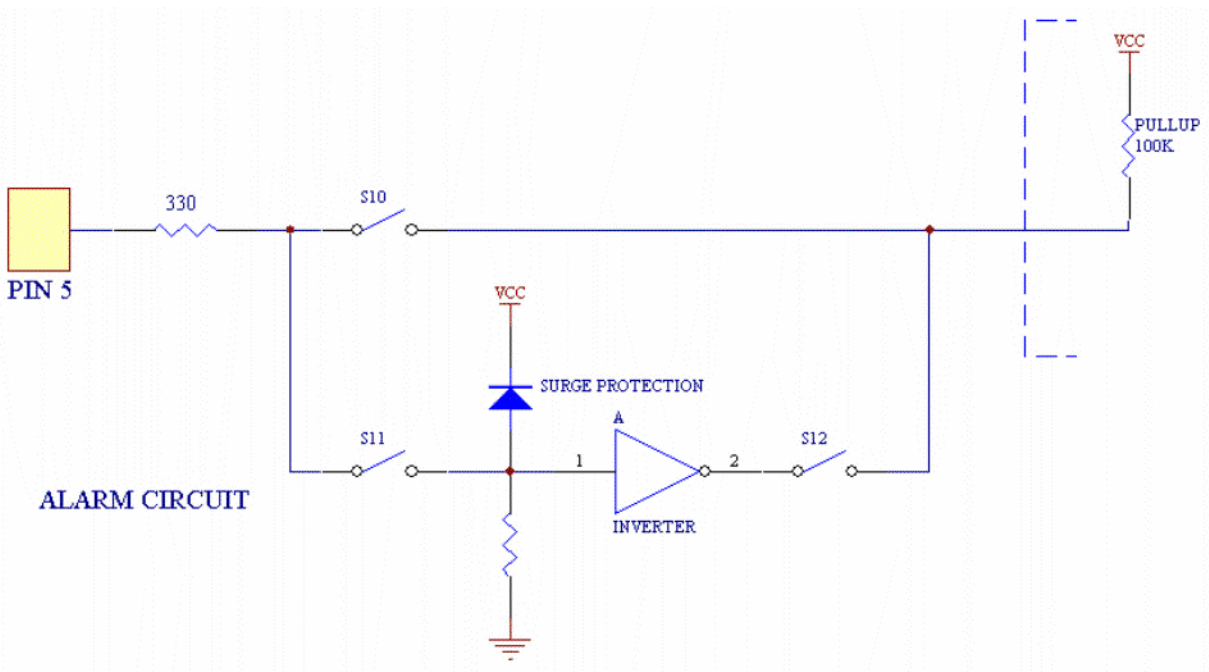 VCC
PULLUP
100K
330
S10
PIN 5
VCC
SURGE PROTECTION
A
S11
S12
1
2
ALARM CIRCUIT
INVERTER